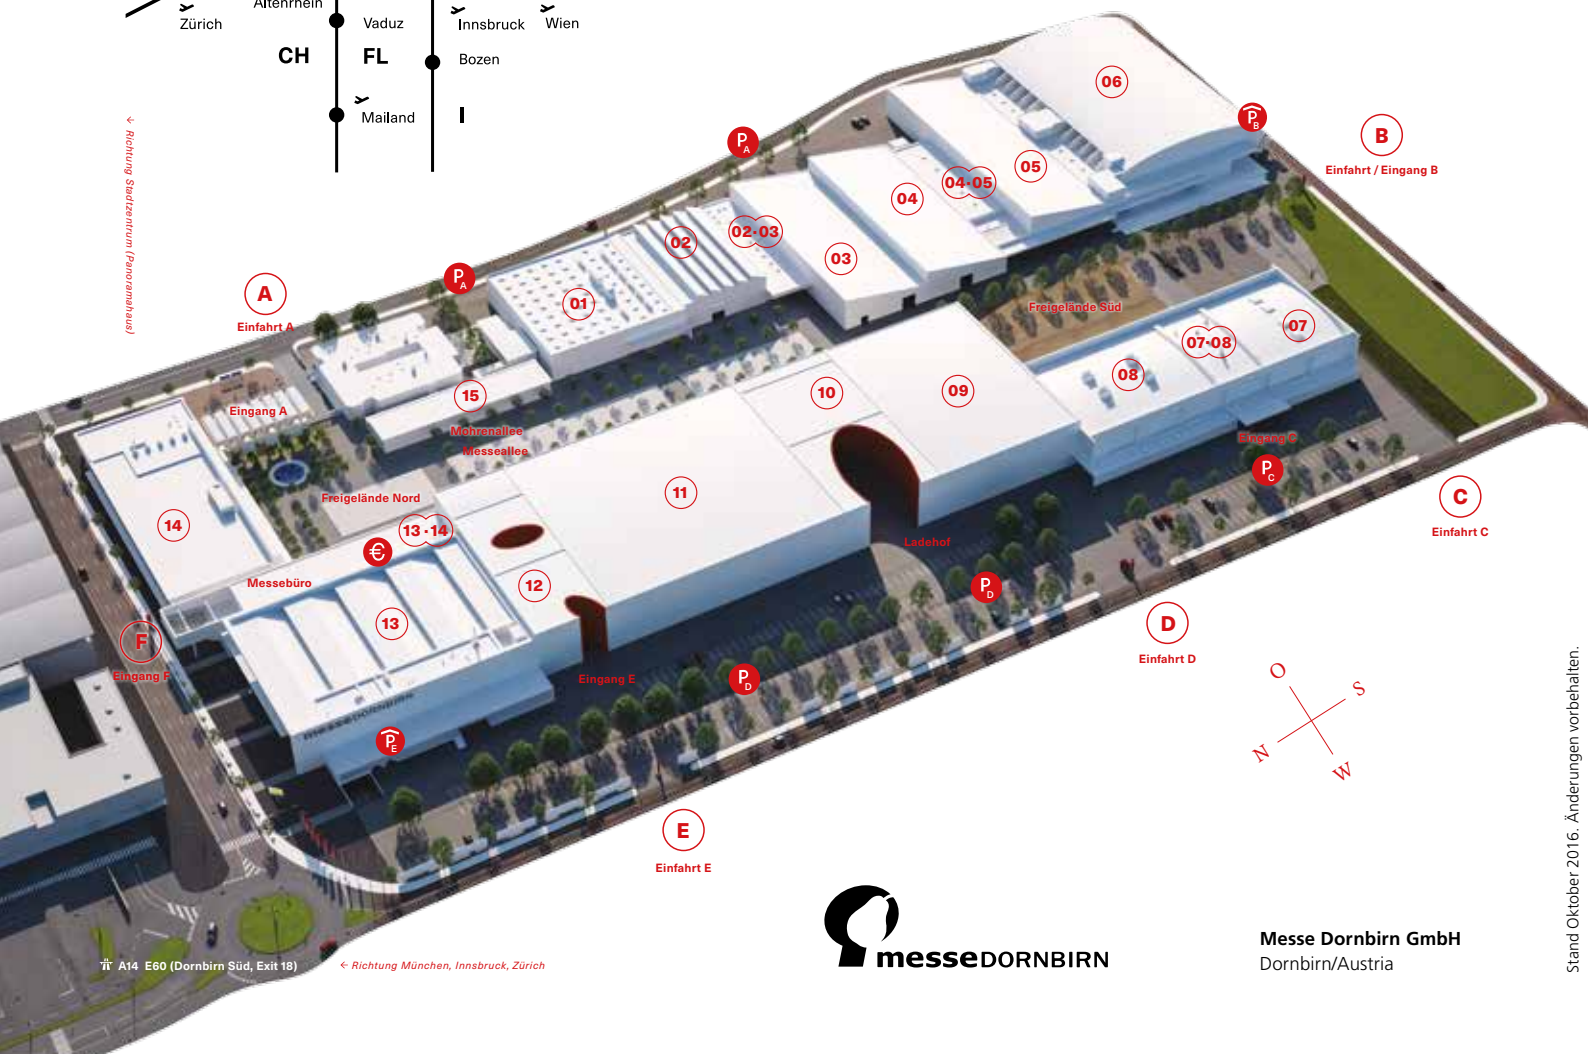 Altenrhein
Zürich
Vaduz
Innsbruck
Wien
CH
FL
Bozen
Mailand
I
← Richtung Stadtzentrum (Panoramahaus)
A
Einfahrt A
P A
P A
06
P B
B
Einfahrt / Eingang B
05
04·05
04
02·03
02
03
01
Freigelände Süd
07
07·08
08
09
10
15
Eingang A
Mohrenallee
Messeallee
Freigelände Nord
11
14
13·14
€
Messebüro
12
13
Eingang C
P C
C
Einfahrt C
Ladehof
P D
D
Einfahrt D
F
Eingang F
Eingang E
P D
messeDORNBIRN
P E
E
Einfahrt E
O
S
N
W
A14 E60 (Dornbirn Süd, Exit 18)
← Richtung München, Innsbruck, Zürich
messeDORNBIRN
Messe Dornbirn GmbH
Dornbirn/Austria
Stand Oktober 2016. Änderungen vorbehalten.